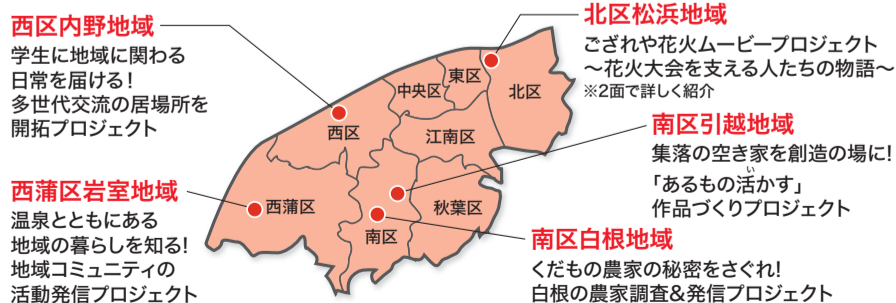 西区内野地域
学生に地域に関わる
日常を届ける!
多世代交流の居場所を
開拓プロジェクト
西蒲区岩室地域
温泉とともにある
地域の暮らしを知る!
地域コミュニティの
活動発信プロジェクト
北区松浜地域
ござれや花火ムービープロジェクト
〜花火大会を支える人たちの物語〜
※2面で詳しく紹介
南区引越地域
集落の空き家を創造の場に!
い
「あるもの活かす」
作品づくりプロジェクト
南区白根地域
くだもの農家の秘密をさぐれ!
白根の農家調査&発信プロジェクト
東区
中央区
北区
西区
江南区
西蒲区
秋葉区
南区